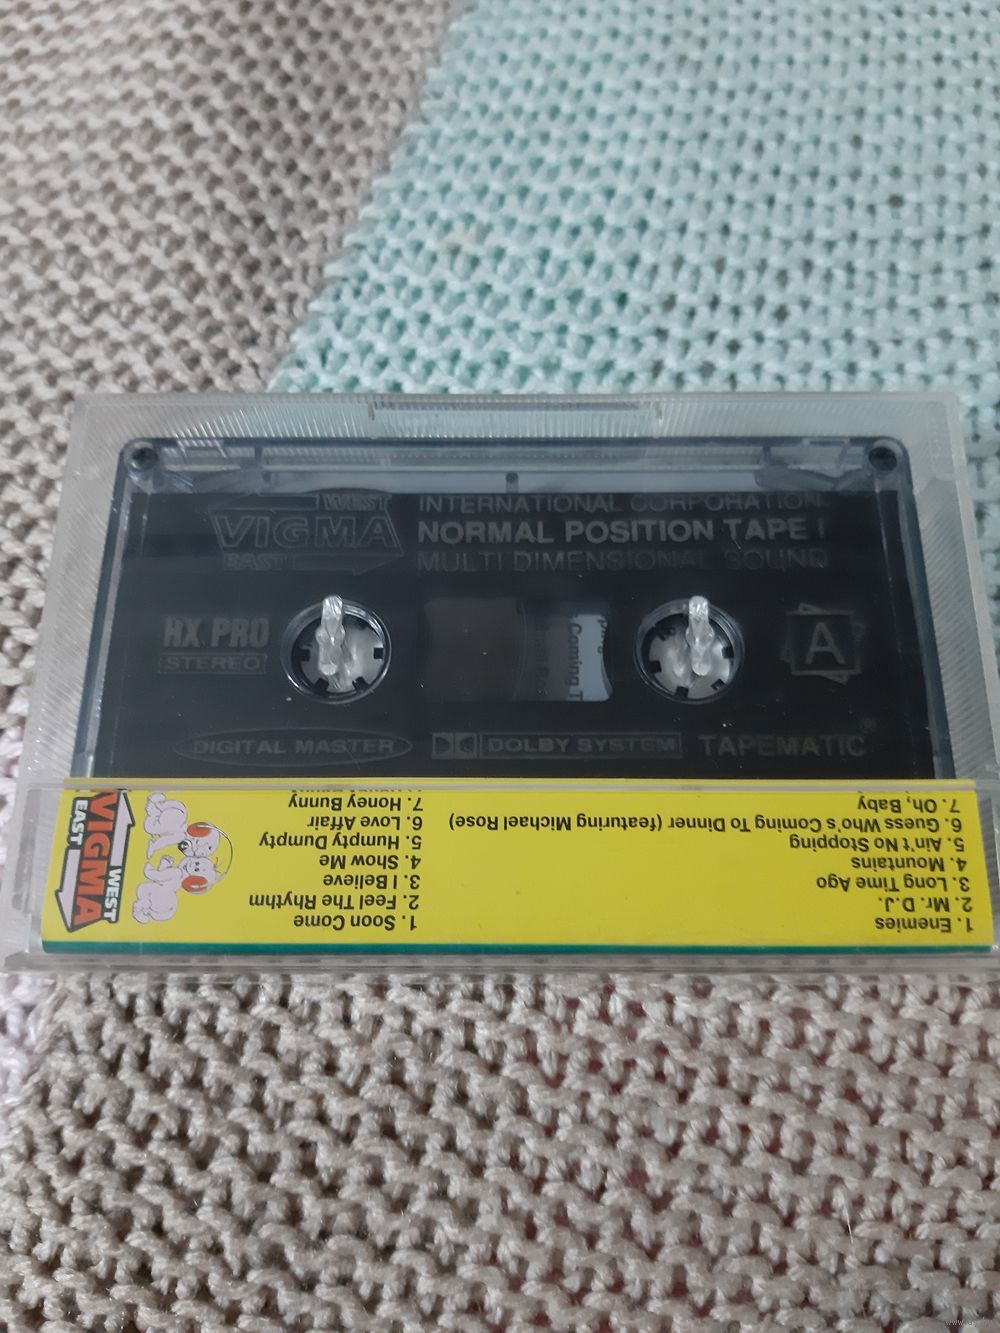 WEST
VIGMA
EAST
INTERNATIONAL CORPORATION
NORMAL POSITION TAPE I
MULTI DIMENSIONAL SOUND
HX PRO
STEREO
Coming T
A
DIGITAL MASTER
DOLBY SYSTEM
TAPEMATIC®
1. Enemies
2. Mr. D.J.
3. Long Time Ago
4. Mountains
5. Ain't No Stopping
6. Guess Who's Coming To Dinner (featuring Michael Rose)
7. Oh, Baby
1. Soon Come
2. Feel The Rhythm
3. I Believe
4. Show Me
5. Humpty Dumpty
6. Love Affair
7. Honey Bunny
WEST
VIGMA
EAST